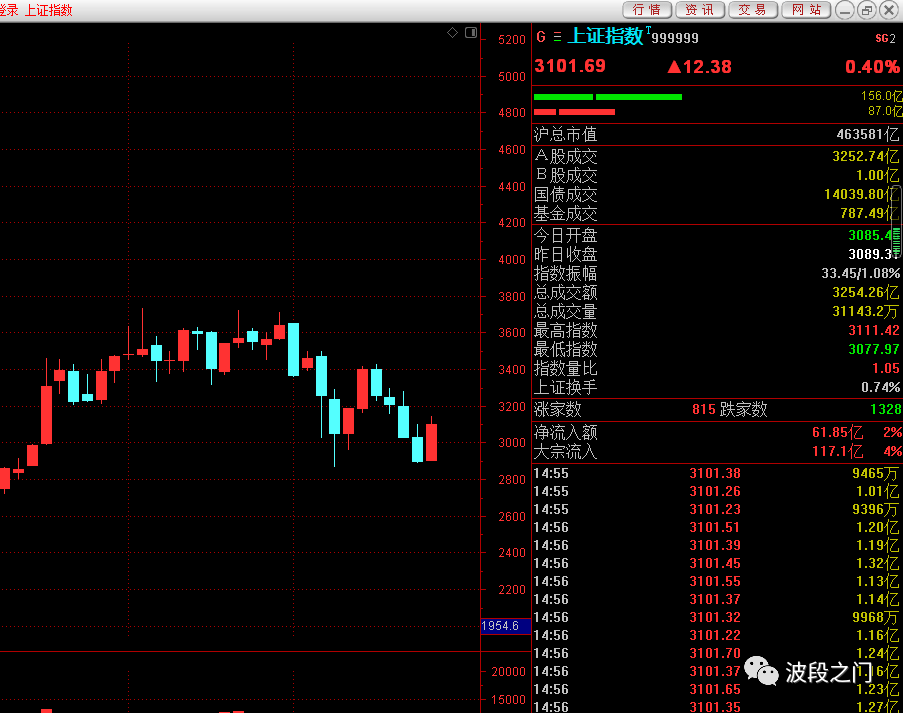 登录 上证指数 行情 资讯 交易 网站
5200
5000
4800
4600
4400
4200
4000
3800
3600
3400
3200
3000
2800
2600
2400
2200
1954.6
20000
15000
G 上证指数T999999 SG2
3101.69 ▲12.38 0.40%
156.0亿
87.0亿
沪总市值 463581亿
A股成交 3252.74亿
B股成交 1.00亿
国债成交 14039.80亿
基金成交 787.49亿
今日开盘 3085.4
昨日收盘 3089.3
指数振幅 33.45/1.08%
总成交额 3254.26亿
总成交量 31143.2万
最高指数 3111.42
最低指数 3077.97
指数量比 1.05
上证换手 0.74%
涨家数 815 跌家数 1328
净流入额 61.85亿 2%
大宗流入 117.1亿 4%
14:55 3101.38 9465万
14:55 3101.26 1.01亿
14:55 3101.23 9396万
14:56 3101.51 1.20亿
14:56 3101.39 1.19亿
14:56 3101.45 1.32亿
14:56 3101.55 1.13亿
14:56 3101.37 1.14亿
14:56 3101.32 9968万
14:56 3101.22 1.16亿
14:56 3101.70 1.24亿
14:56 3101.37 1.16亿
14:56 3101.65 1.23亿
14:56 3101.35 1.27亿
波段之门